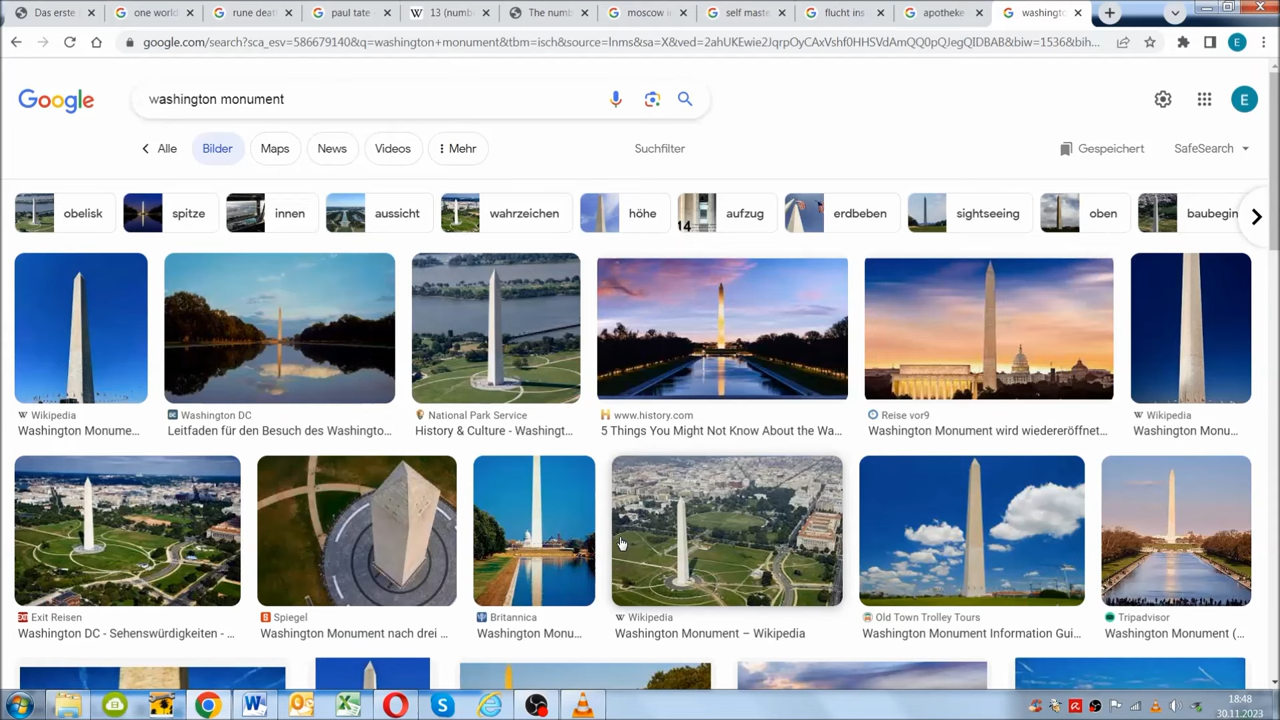 Das erste
one world
rune deat
paul tate
13 (numb
The numb
moscow i
self mast
flucht ins
apotheke
washingt
google.com/search?sca_esv=586679140&q=washington+monument&tbm=isch&source=lnms&sa=X&ved=2ahUKEwie2JqrpOyCAxVshf0HHSVdAmQQ0pQJegQIDBAB&biw=1536&bih...
E
Google
washington monument
E
Alle
Bilder
Maps
News
Videos
Mehr
Suchfilter
Gespeichert
SafeSearch
obelisk
spitze
innen
aussicht
wahrzeichen
höhe
14
aufzug
erdbeben
sightseeing
oben
baubegin
Wikipedia
Washington Monume...
Washington DC
Leitfaden für den Besuch des Washingto...
National Park Service
History & Culture - Washingt...
www.history.com
5 Things You Might Not Know About the Wa...
Reise vor9
Washington Monument wird wiedereröffnet...
Wikipedia
Washington Monu...
Exit Reisen
Washington DC - Sehenswürdigkeiten - ...
Spiegel
Washington Monument nach drei ...
Britannica
Washington Monu...
Wikipedia
Washington Monument – Wikipedia
Old Town Trolley Tours
Washington Monument Information Gui...
Tripadvisor
Washington Monument (...
18:48
30.11.2023